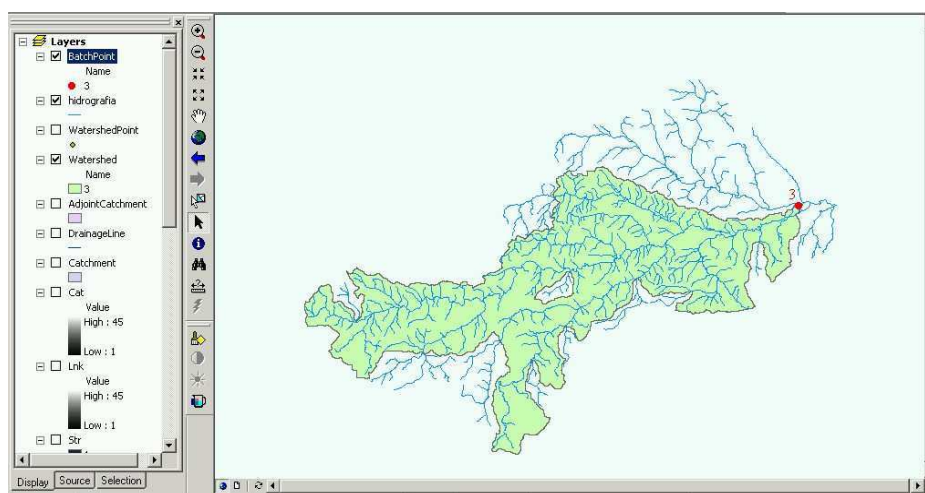 Layers
BatchPoint
Name
3
hidrografia
WatershedPoint
Watershed
Name
3
AdjointCatchment
DrainageLine
Catchment
Cat
Value
High : 45
Low : 1
Lnk
Value
High : 45
Low : 1
Str
Display Source Selection
3